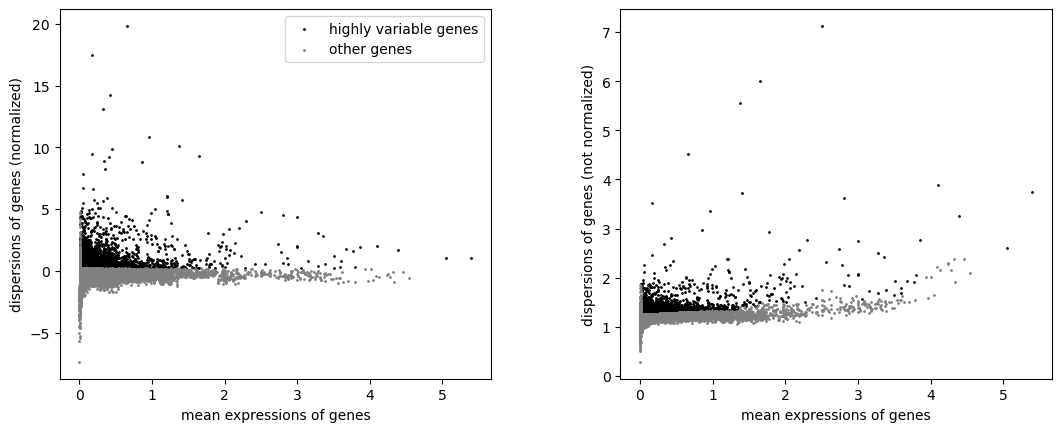 dispersions of genes (normalized)
20
15
10
5
0
−5
highly variable genes
other genes
0 1 2 3 4 5
mean expressions of genes
dispersions of genes (not normalized)
7
6
5
4
3
2
1
0
0 1 2 3 4 5
mean expressions of genes